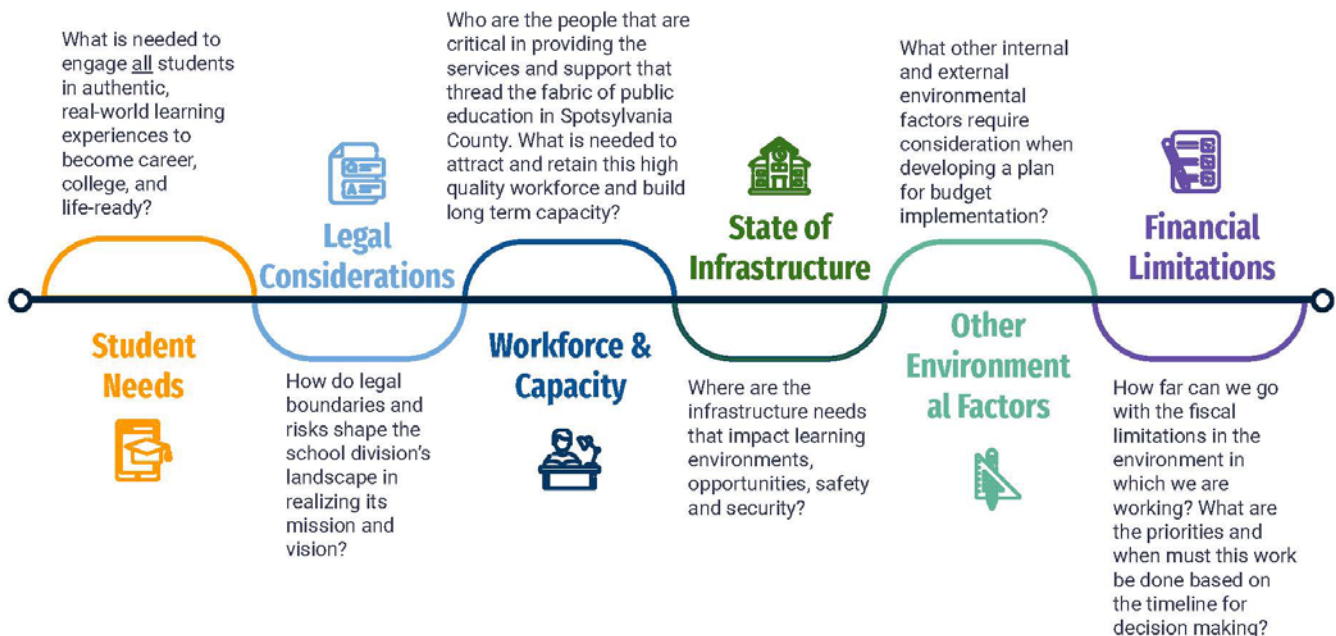 What is needed to
engage all students
in authentic,
real-world learning
experiences to
become career,
college, and
life-ready?
Student
Needs
Legal
Considerations
How do legal
boundaries and
risks shape the
school division's
landscape in
realizing its
mission and
vision?
Who are the people that are
critical in providing the
services and support that
thread the fabric of public
education in Spotsylvania
County. What is needed to
attract and retain this high
quality workforce and build
long term capacity?
Workforce &
Capacity
State of
Infrastructure
Where are the
infrastructure needs
that impact learning
environments,
opportunities, safety
and security?
What other internal
and external
environmental
factors require
consideration when
developing a plan
for budget
implementation?
Other
Environment
al Factors
Financial
Limitations
How far can we go
with the fiscal
limitations in the
environment in
which we are
working? What are
the priorities and
when must this work
be done based on
the timeline for
decision making?